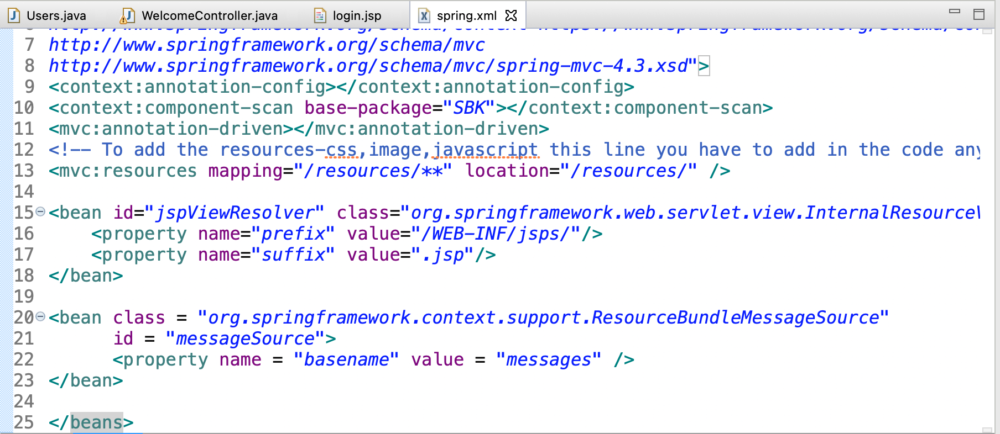 Users.java WelcomeController.java login.jsp spring.xml
7 http://www.springframework.org/schema/mvc
8 http://www.springframework.org/schema/mvc/spring-mvc-4.3.xsd">
9 <context:annotation-config></context:annotation-config>
10 <context:component-scan base-package="SBK"></context:component-scan>
11 <mvc:annotation-driven></mvc:annotation-driven>
12 <!-- To add the resources-css,image,javascript this line you have to add in the code
13 <mvc:resources mapping="/resources/**" location="/resources/" />
14
15 <bean id="jspViewResolver" class="org.springframework.web.servlet.view.InternalResource
16 <property name="prefix" value="/WEB-INF/jsps/"/>
17 <property name="suffix" value=".jsp"/>
18 </bean>
19
20 <bean class = "org.springframework.context.support.ResourceBundleMessageSource"
21 id = "messageSource">
22 <property name = "basename" value = "messages" />
23 </bean>
24
25 </beans>